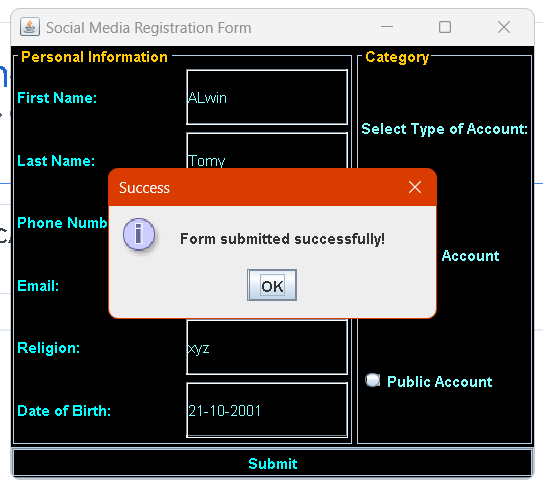 Social Media Registration Form
Personal Information
First Name:
ALwin
Last Name:
Tomy
Phone Numb
Email:
Religion:
xyz
Date of Birth:
21-10-2001
Category
Select Type of Account:
Account
Public Account
Success
Form submitted successfully!
OK
Submit